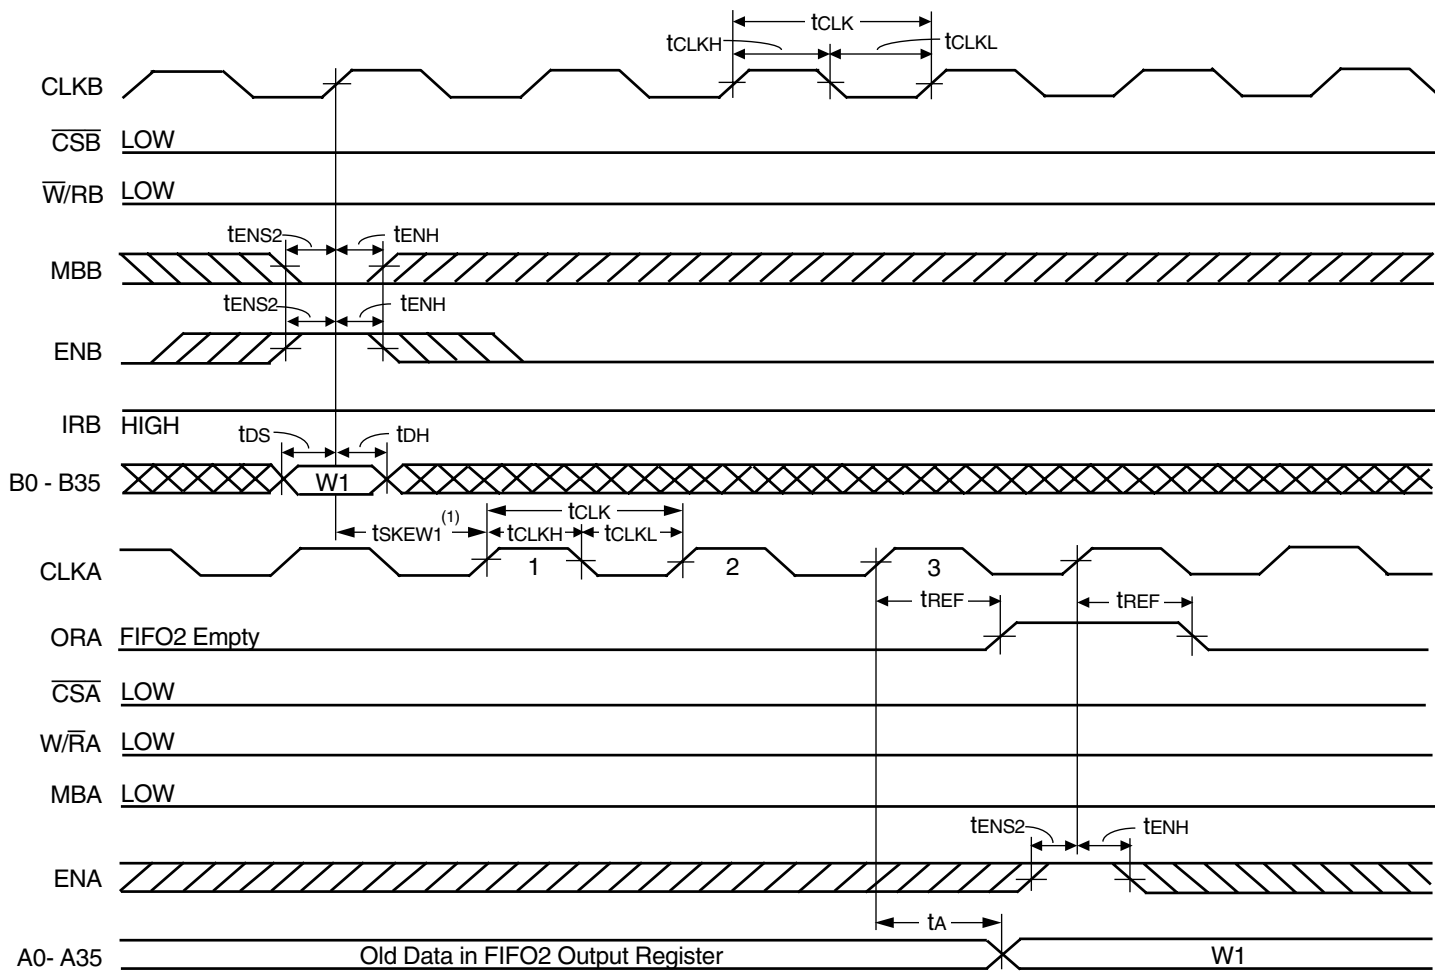 tCLK
tCLKH
tCLKL
CLKB
CSB LOW
W/RB LOW
tENS2 tENH
MBB
tENS2 tENH
ENB
IRB HIGH
tDS tDH
B0 - B35 W1
tSKEW1(1) tCLK
tCLKH tCLKL
CLKA 1 2 3
tREF tREF
ORA FIFO2 Empty
CSA LOW
W/RA LOW
MBA LOW
tENS2 tENH
ENA
tA
A0- A35 Old Data in FIFO2 Output Register W1